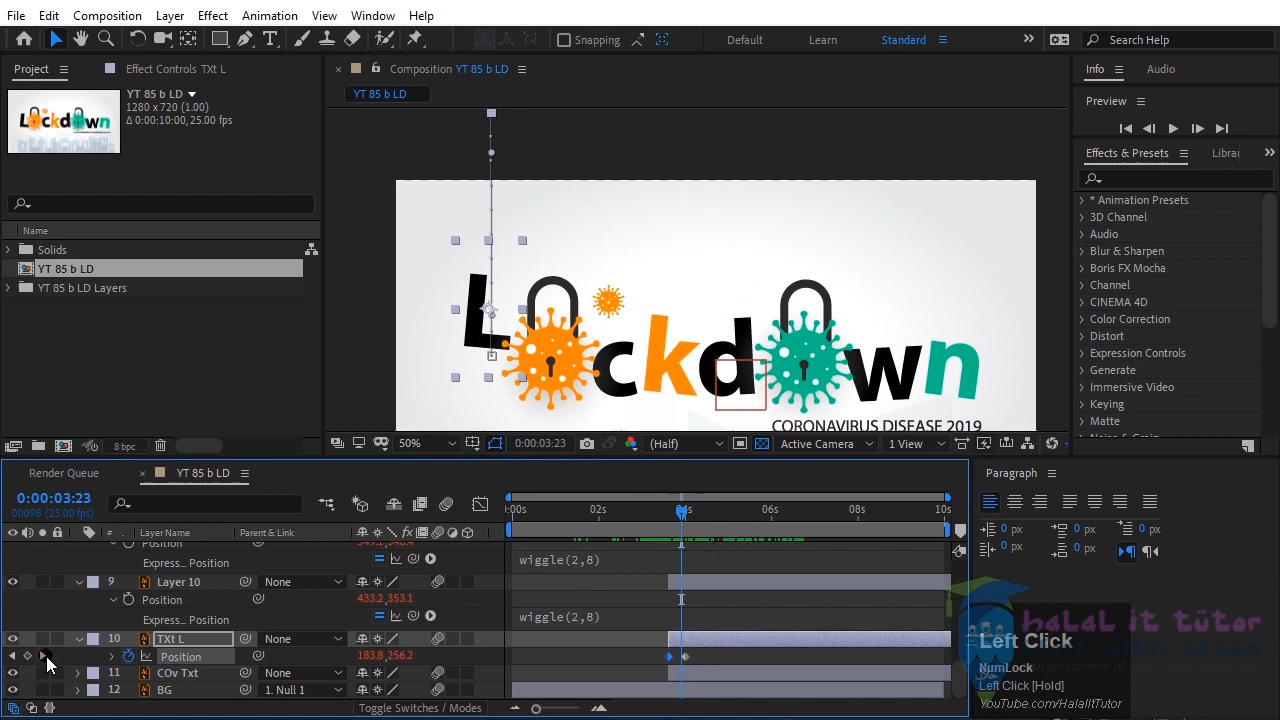 File Edit Composition Layer Effect Animation View Window Help
Snapping Default Learn Standard Search Help
Project Effect Controls TXt L
YT 85 b LD
1280 x 720 (1.00)
Δ 0:00:10:00, 25.00 fps
Name
Solids
YT 85 b LD
YT 85 b LD Layers
8 bpc
Composition YT 85 b LD
YT 85 b LD
Lockdown
CORONAVIRUS DISEASE 2019
50% 0:00:03:23 (Half) Active Camera 1 View
Info Audio
Preview
Effects & Presets Librai
* Animation Presets
3D Channel
Audio
Blur & Sharpen
Boris FX Mocha
Channel
CINEMA 4D
Color Correction
Distort
Expression Controls
Generate
Immersive Video
Keying
Matte
Noise & Grain
Render Queue YT 85 b LD
0:00:03:23
00098 (25.00 fps)
# Layer Name Parent & Link
:00s 02s 04s 06s 08s 10s
Position
Express... Position wiggle(2,8)
9 Layer 10 None
Position 433.2,353.1
Express... Position wiggle(2,8)
10 TXt L None
Position 183.8,256.2
11 COv Txt None
12 BG 1. Null 1
Toggle Switches / Modes
Paragraph
0 px 0 px 0 px
0 px 0 px
halal it tutor
Left Click
NumLock
Left Click [Hold]
YouTube.com/HalalItTutor